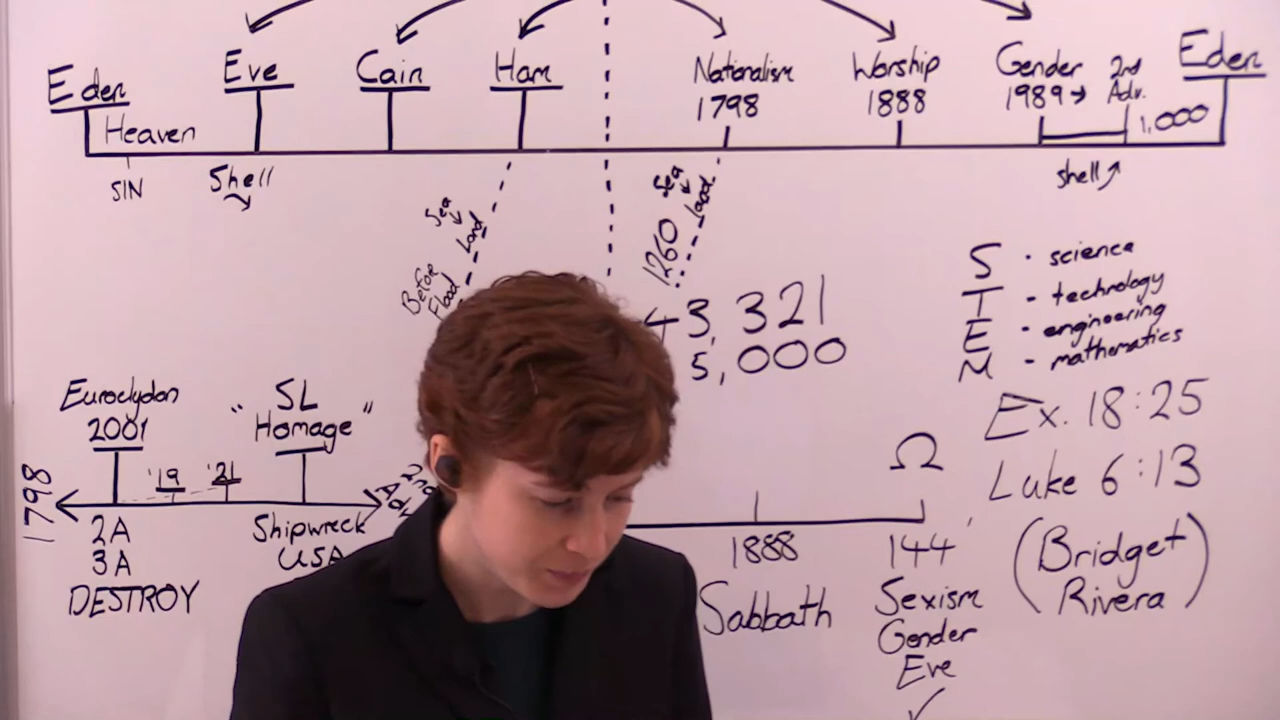 Eden
Heaven
SIN
Eve
Shell
Cain
Ham
Nationalism
1798
Worship
1888
Gender
1989→
2nd
Adv.
1,000
Eden
shell
Sea
Land
Before
Flood
1260
Sea
Land
43,321
5,000
S · science
T - technology
E - engineering
M - mathematics
Ex. 18:25
Luke 6:13
(Bridget
Rivera)
1798
Euroclydon
2001
'19
'21
"SL
Homage"
2nd
Adv
2A
3A
DESTROY
Shipwreck
USA
Ω
1888
Sabbath
144
Sexism
Gender
Eve